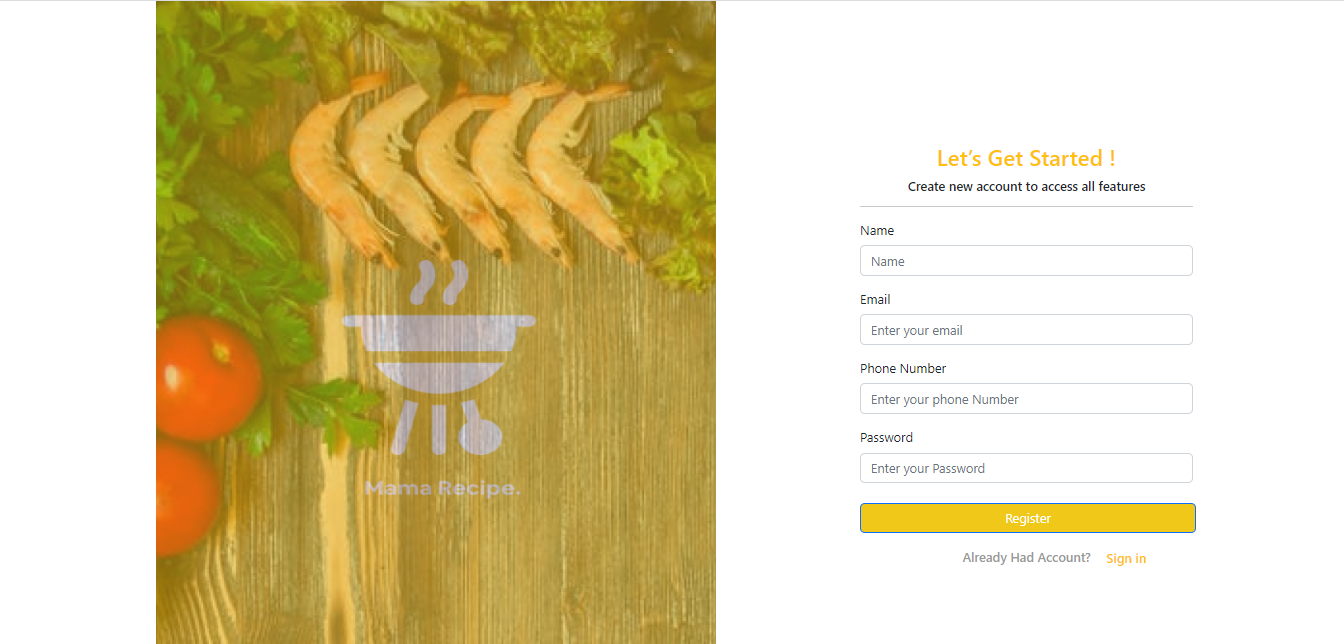 Mama Recipe.
Let's Get Started !
Create new account to access all features
Name
Name
Email
Enter your email
Phone Number
Enter your phone Number
Password
Enter your Password
Register
Already Had Account? Sign in